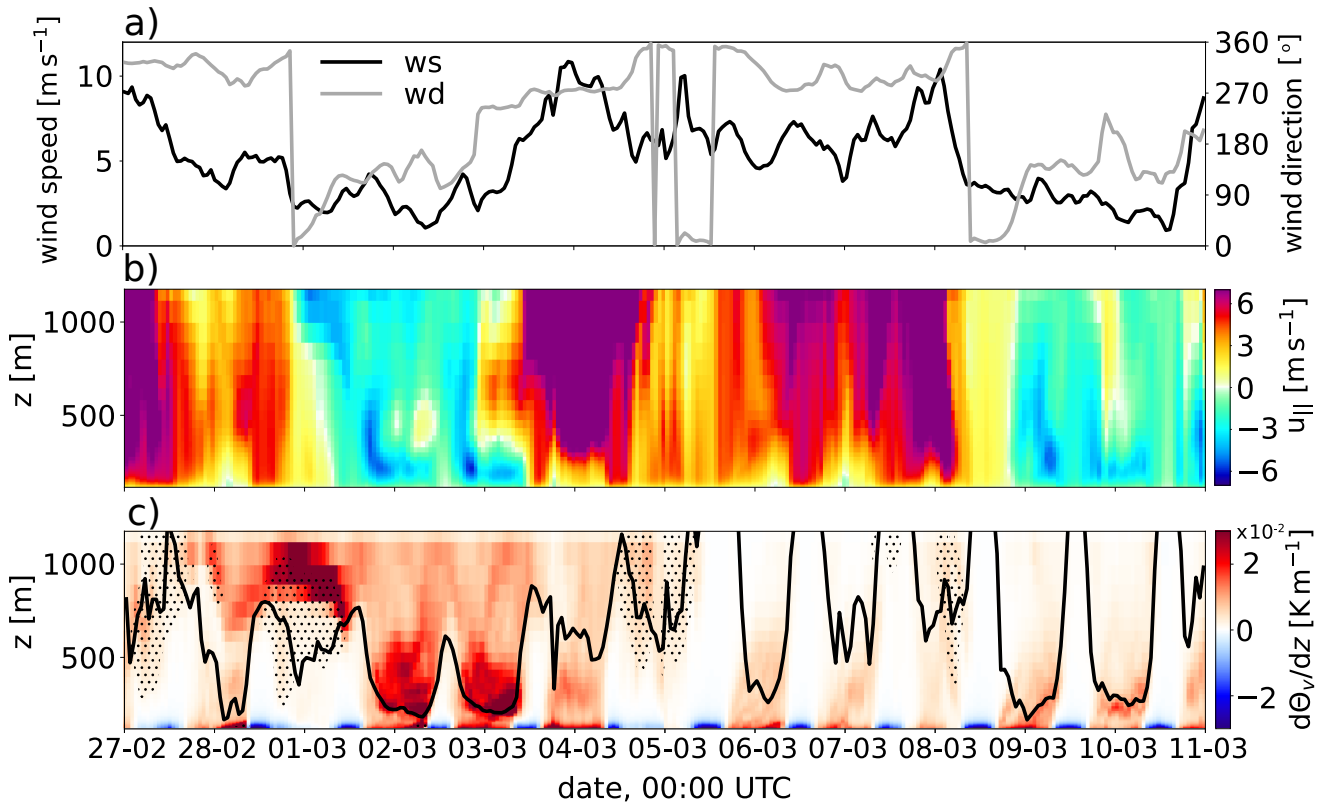 a)
wind speed [m s⁻¹]
10
5
0
ws
wd
360
270
180
90
0
wind direction [°]
b)
z [m]
1000
500
6
3
0
−3
−6
u|| [m s⁻¹]
c)
z [m]
1000
500
x10⁻²
2
0
−2
dΘᵥ/dz [K m⁻¹]
27-02 28-02 01-03 02-03 03-03 04-03 05-03 06-03 07-03 08-03 09-03 10-03 11-03
date, 00:00 UTC